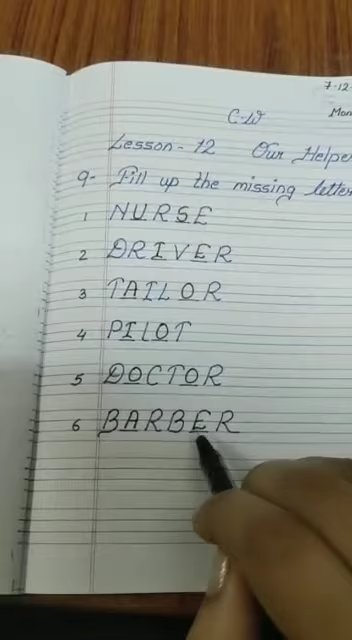 7-12
C-W Mon
Lesson - 12 Our Helpe
Q- Fill up the missing letter
1 NURSE
2 DRIVER
3 TAILOR
4 PILOT
5 DOCTOR
6 BARBER